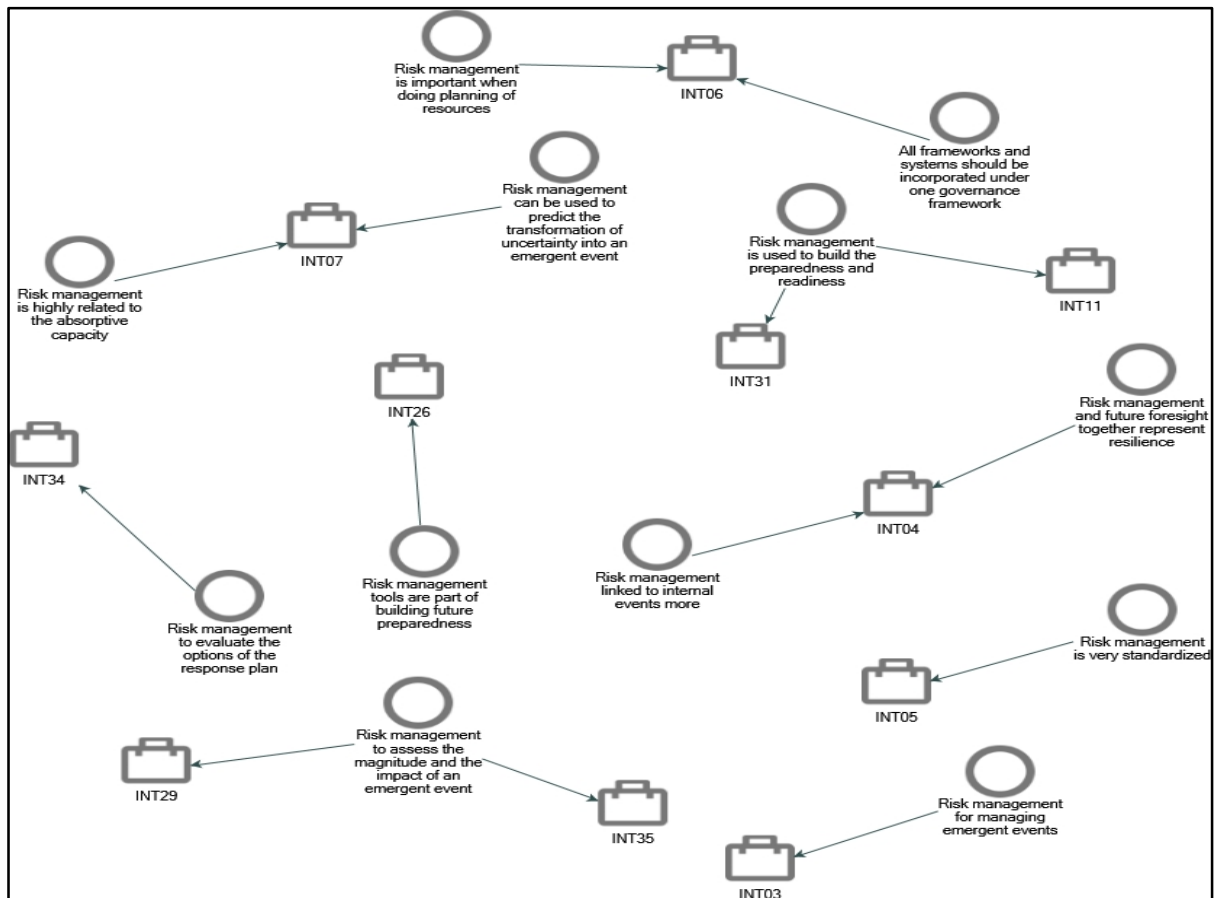 Risk management
is important when
doing planning of
resources
INT06
All frameworks and
systems should be
incorporated under
one governance
framework
Risk management
can be used to
predict the
transformation of
uncertainty into an
emergent event
INT07
Risk management
is highly related to
the absorptive
capacity
Risk management
is used to build the
preparedness and
readiness
INT11
INT31
INT26
Risk management
and future foresight
together represent
resilience
INT34
INT04
Risk management
tools are part of
building future
preparedness
Risk management
linked to internal
events more
Risk management
to evaluate the
options of the
response plan
Risk management
is very standardized
INT05
Risk management
to assess the
magnitude and the
impact of an
emergent event
INT29
INT35
Risk management
for managing
emergent events
INT03